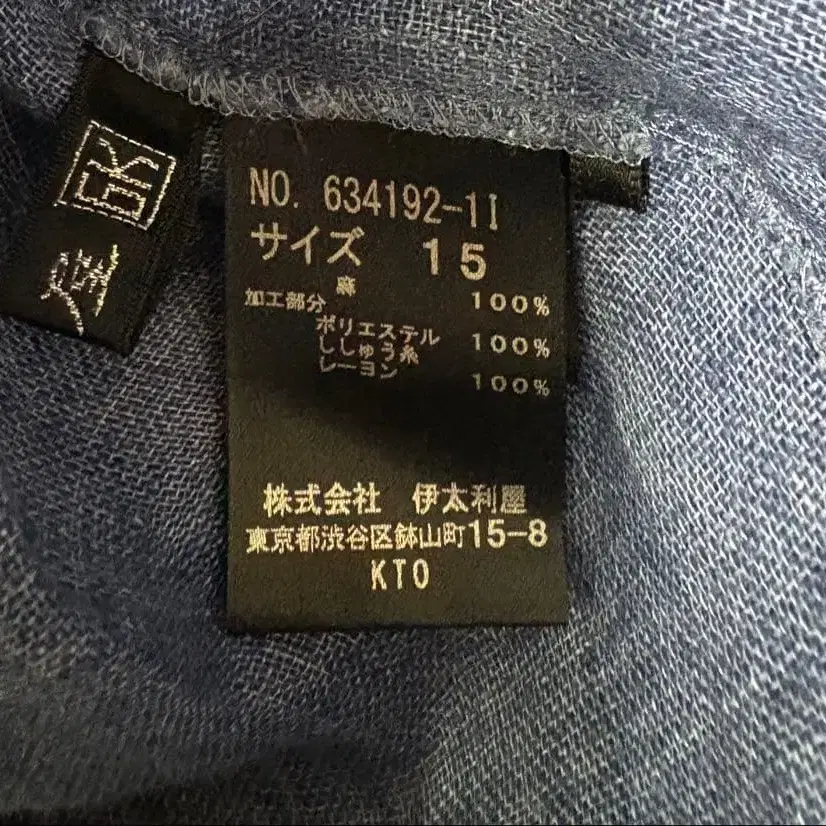 NO. 634192-1I
サイズ 15
麻 100%
加工部分
ポリエステル 100%
ししゅう糸
レーヨン 100%
株式会社 伊太利屋
東京都渋谷区鉢山町15-8
KTO
GK